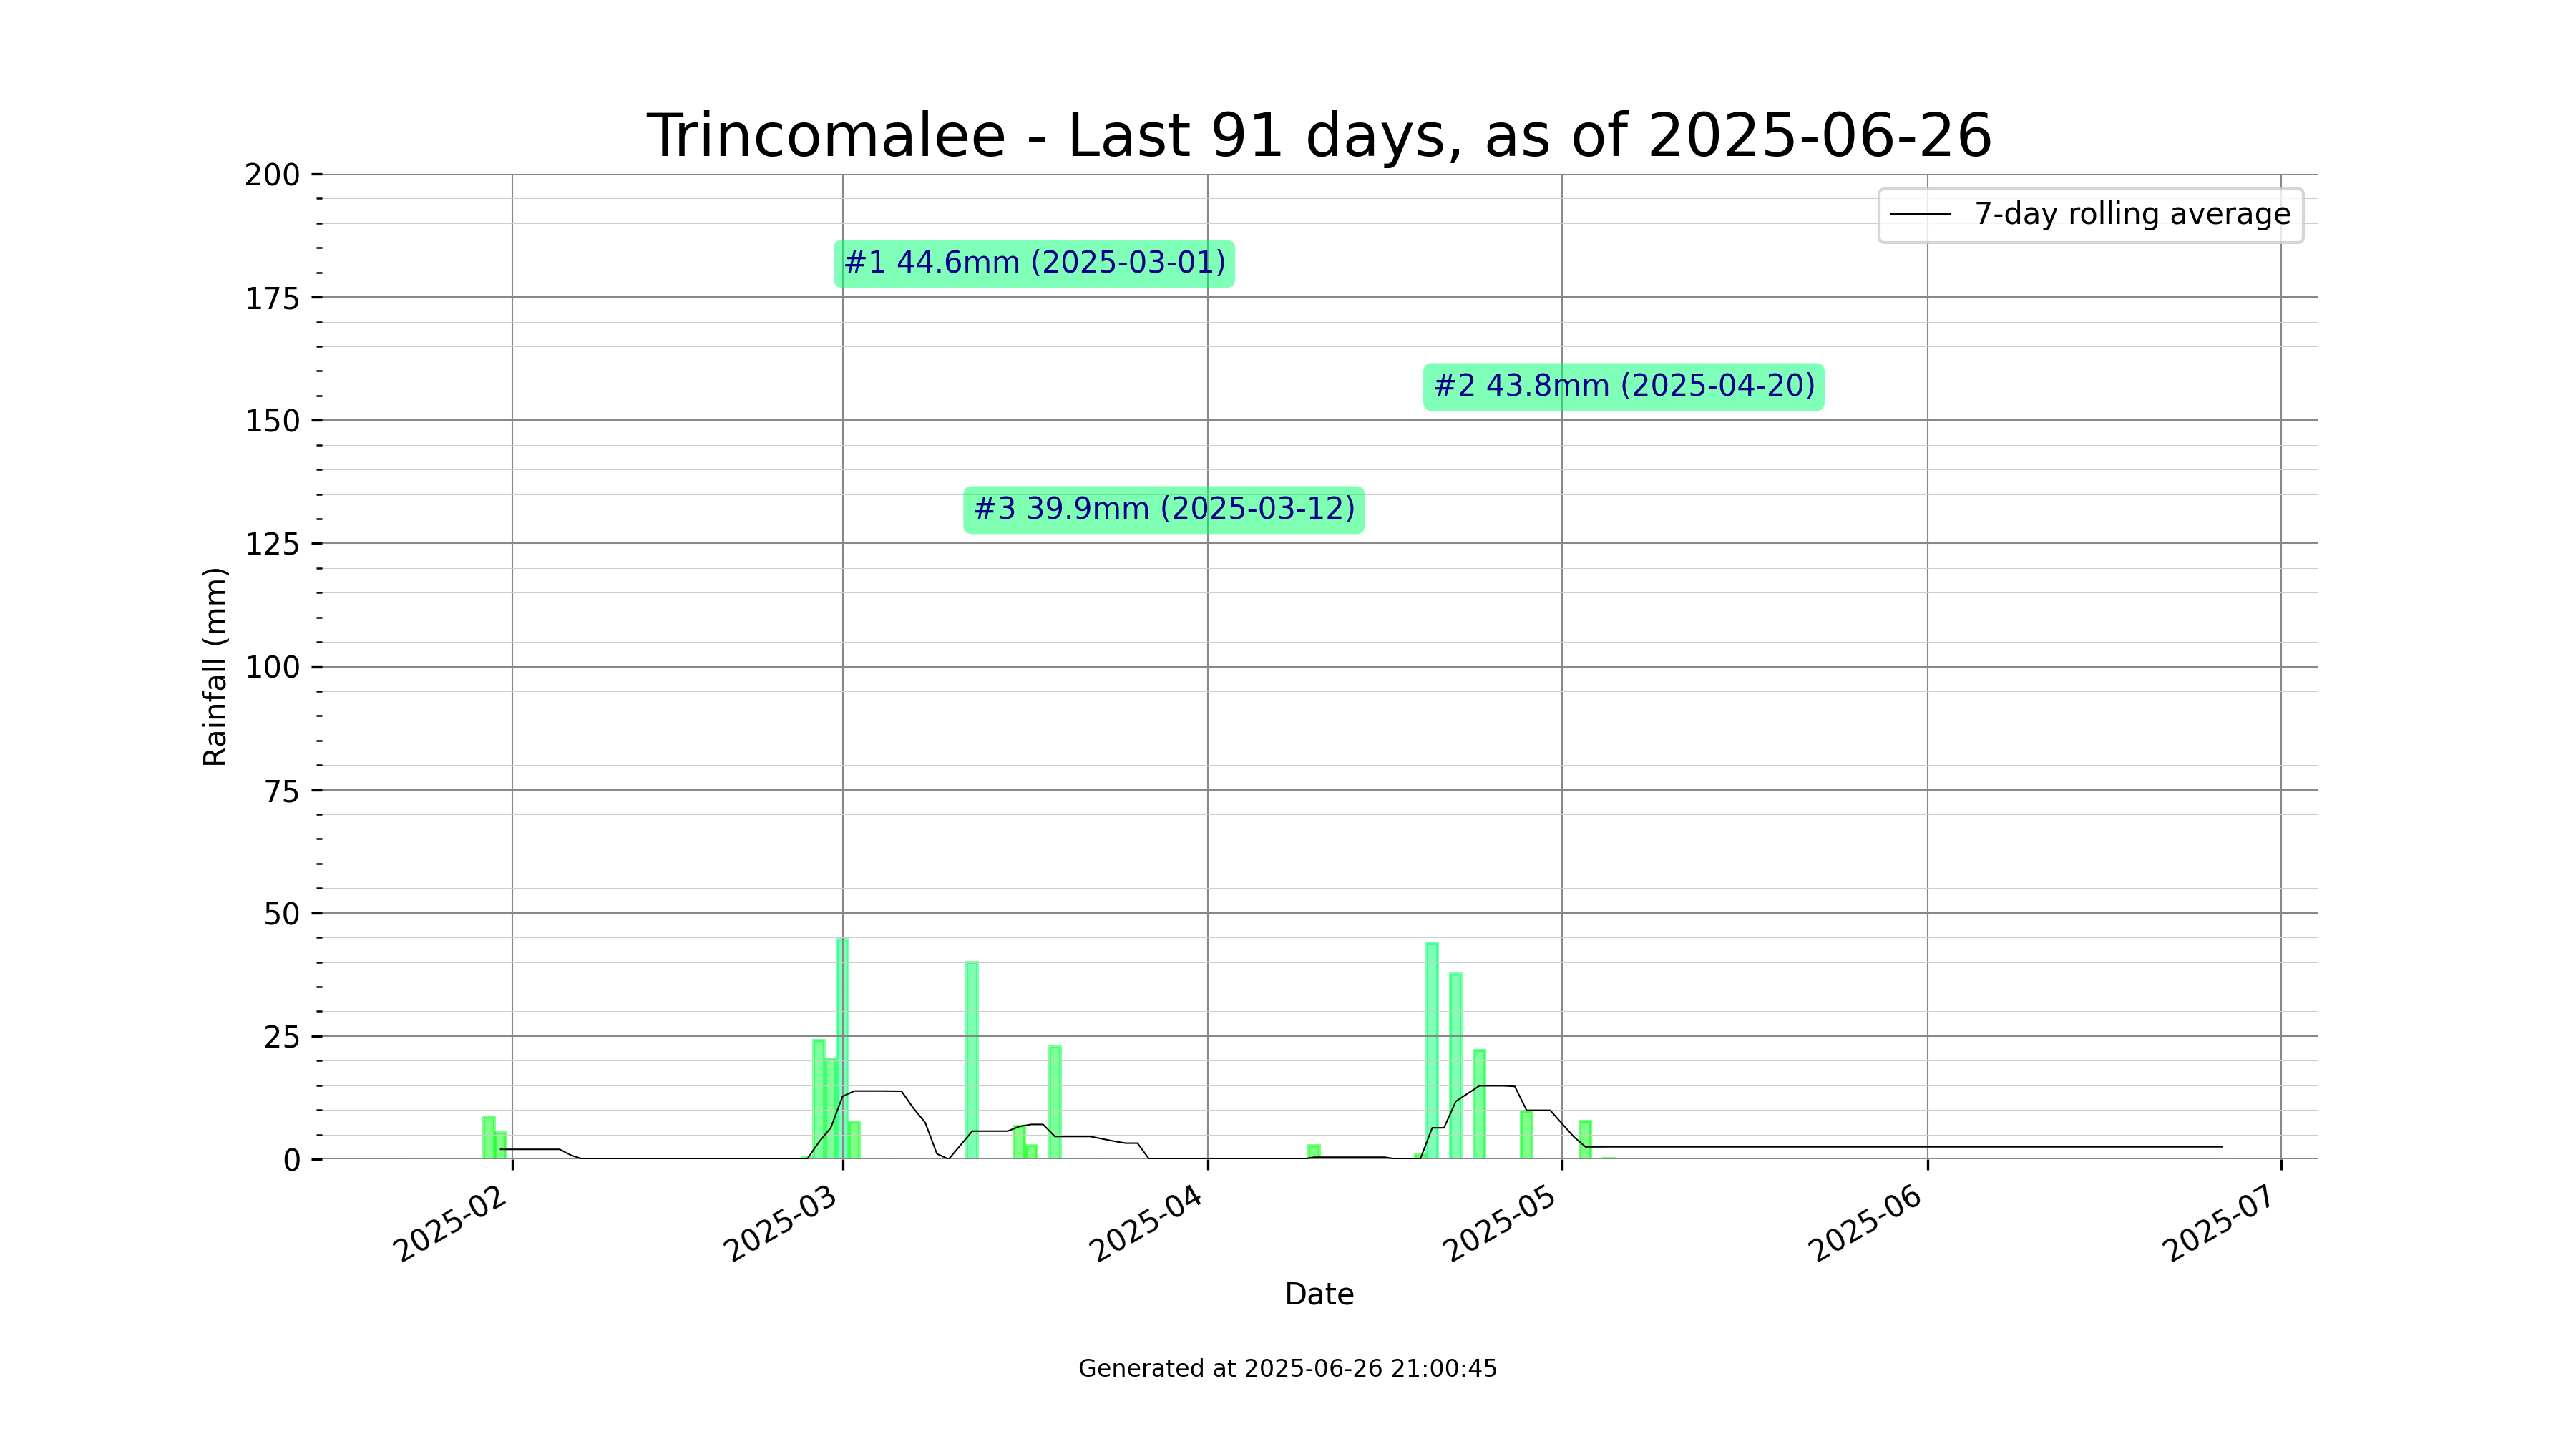 Trincomalee - Last 91 days, as of 2025-06-26
7-day rolling average
#1 44.6mm (2025-03-01)
#2 43.8mm (2025-04-20)
#3 39.9mm (2025-03-12)
Rainfall (mm)
200
175
150
125
100
75
50
25
0
2025-02
2025-03
2025-04
2025-05
2025-06
2025-07
Date
Generated at 2025-06-26 21:00:45